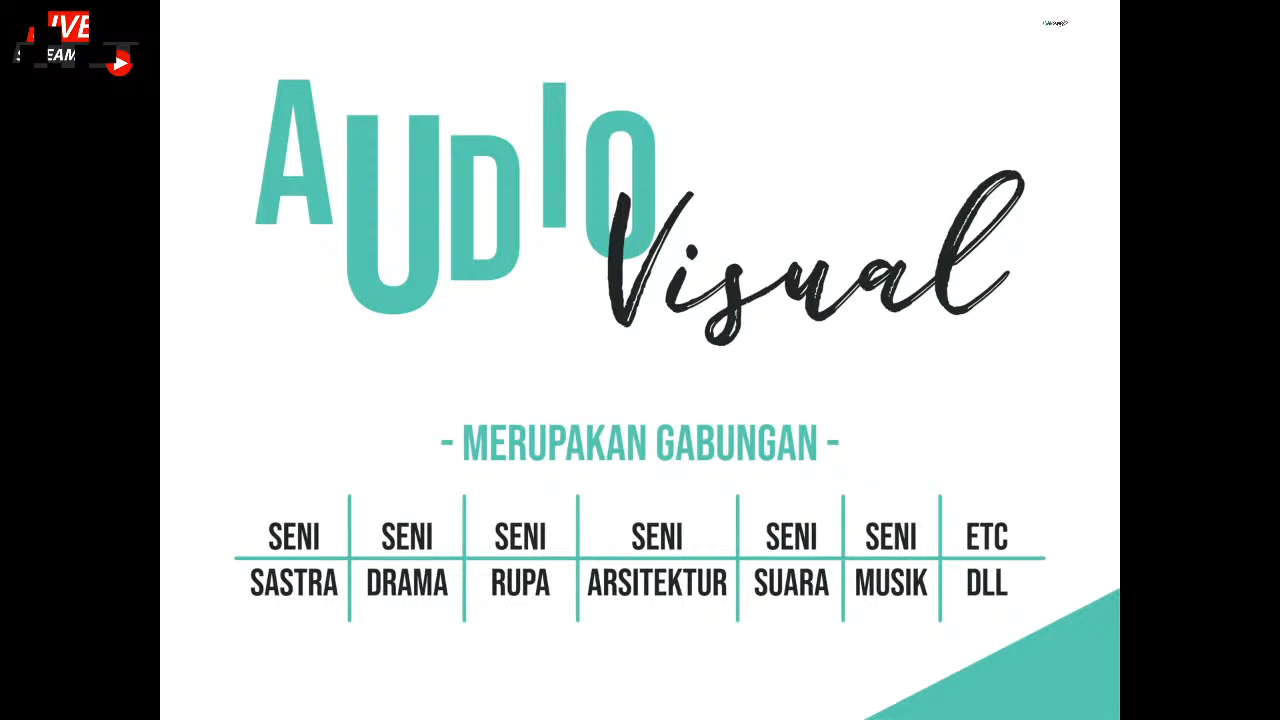 AUDIO
Visual
- MERUPAKAN GABUNGAN -
SENI SENI SENI SENI SENI SENI ETC
SASTRA DRAMA RUPA ARSITEKTUR SUARA MUSIK DLL